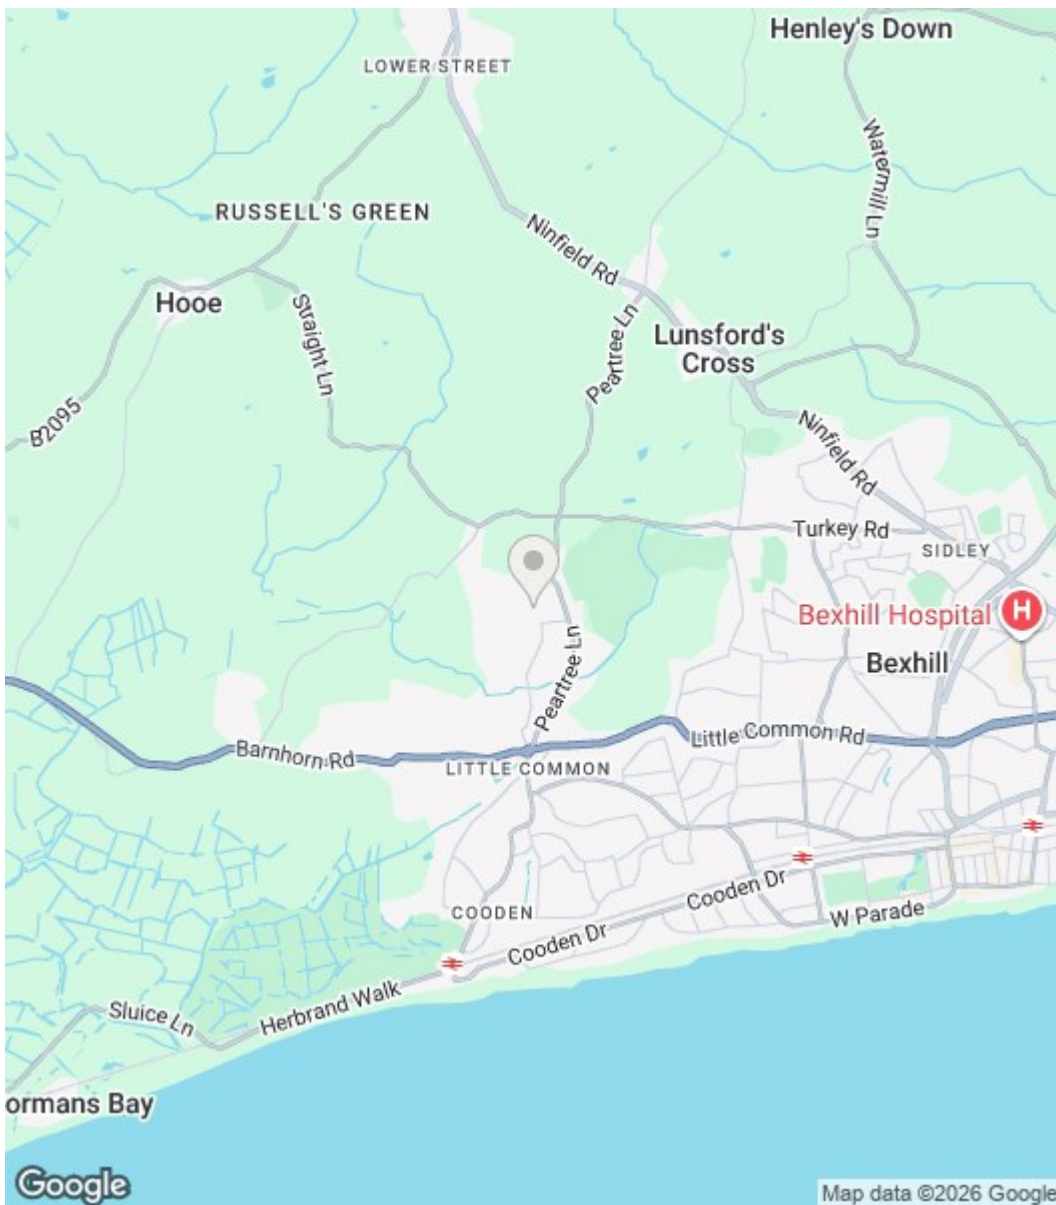 Henley's Down
LOWER STREET
Watermill Ln
RUSSELL'S GREEN
Ninfield Rd
Hooe
Straight Ln
Peartree Ln
Lunsford's
Cross
B2095
Ninfield Rd
Turkey Rd
SIDLEY
Bexhill Hospital
H
Bexhill
Peartree Ln
Barnhorn Rd
Little Common Rd
LITTLE COMMON
Cooden Dr
COODEN
W Parade
Cooden Dr
Herbrand Walk
Sluice Ln
ormans Bay
Google
Map data ©2026 Google